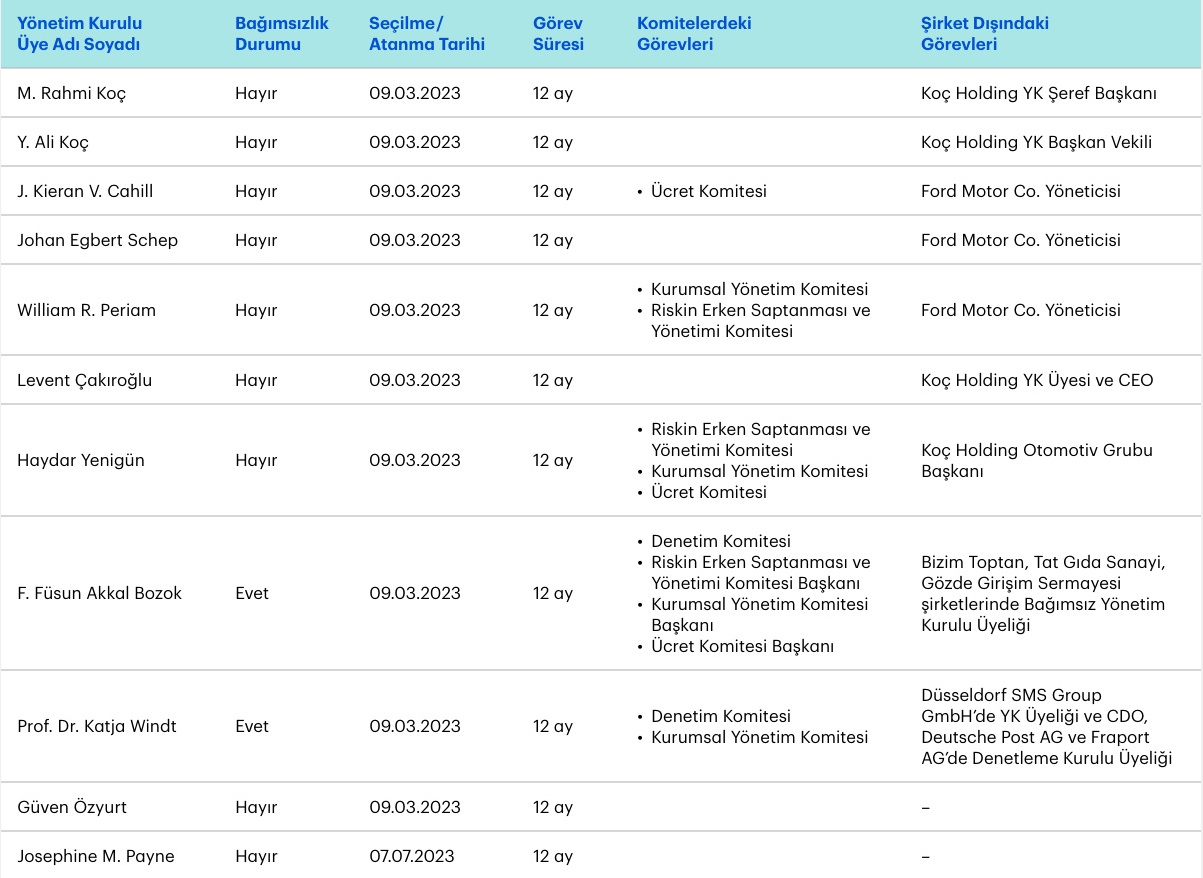 Yönetim Kurulu
Üye Adı Soyadı
Bağımsızlık
Durumu
Seçilme/
Atanma Tarihi
Görev
Süresi
Komitelerdeki
Görevleri
Şirket Dışındaki
Görevleri
M. Rahmi Koç
Hayır
09.03.2023
12 ay
Koç Holding YK Şeref Başkanı
Y. Ali Koç
Hayır
09.03.2023
12 ay
Koç Holding YK Başkan Vekili
J. Kieran V. Cahill
Hayır
09.03.2023
12 ay
• Ücret Komitesi
Ford Motor Co. Yöneticisi
Johan Egbert Schep
Hayır
09.03.2023
12 ay
Ford Motor Co. Yöneticisi
William R. Periam
Hayır
09.03.2023
12 ay
• Kurumsal Yönetim Komitesi
• Riskin Erken Saptanması ve
Yönetimi Komitesi
Ford Motor Co. Yöneticisi
Levent Çakıroğlu
Hayır
09.03.2023
12 ay
Koç Holding YK Üyesi ve CEO
Haydar Yenigün
Hayır
09.03.2023
12 ay
• Riskin Erken Saptanması ve
Yönetimi Komitesi
• Kurumsal Yönetim Komitesi
• Ücret Komitesi
Koç Holding Otomotiv Grubu
Başkanı
F. Füsun Akkal Bozok
Evet
09.03.2023
12 ay
• Denetim Komitesi
• Riskin Erken Saptanması ve
Yönetimi Komitesi Başkanı
• Kurumsal Yönetim Komitesi
Başkanı
• Ücret Komitesi Başkanı
Bizim Toptan, Tat Gıda Sanayi,
Gözde Girişim Sermayesi
şirketlerinde Bağımsız Yönetim
Kurulu Üyeliği
Prof. Dr. Katja Windt
Evet
09.03.2023
12 ay
• Denetim Komitesi
• Kurumsal Yönetim Komitesi
Düsseldorf SMS Group
GmbH’de YK Üyeliği ve CDO,
Deutsche Post AG ve Fraport
AG’de Denetleme Kurulu Üyeliği
Güven Özyurt
Hayır
09.03.2023
12 ay
–
Josephine M. Payne
Hayır
07.07.2023
12 ay
–